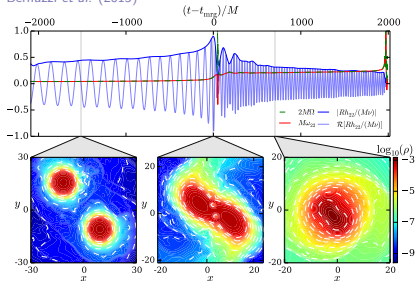 Bernuzzi et al. (2015)
(t−t_mrg)/M
−2000 −1000 0 1000 2000
1.0
0.5
0.0
−0.5
−1.0
2MΩ |Rh₂₂/(Mν)|
Mω₂₂ ℛ[Rh₂₂/(Mν)]
log₁₀(ρ)
30 20 20 −3
y 0 y 0 y 0 −5
−7
−9
−30 −20 −20
−30 0 30 −20 0 20 −20 0 20
x x x